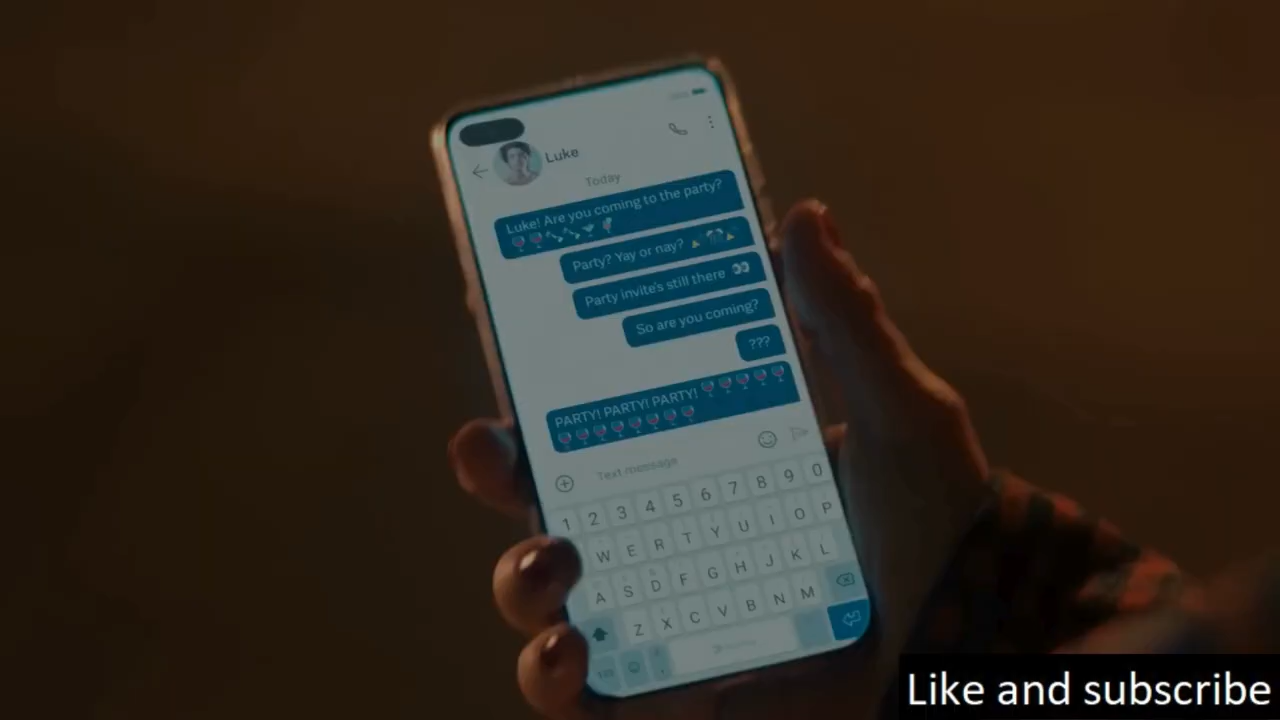 Luke
Today
Luke! Are you coming to the party?
🍷🍷🍾🍾🍸🍹
Party? Yay or nay?
Party invite's still there 👀
So are you coming?
???
PARTY! PARTY! PARTY! 🍷🍷🍷🍷🍷
🍷🍷🍷🍷🍷🍷🍷🍷
Text message
1 2 3 4 5 6 7 8 9 0
W E R T Y U I O P
A S D F G H J K L
Z X C V B N M
Like and subscribe